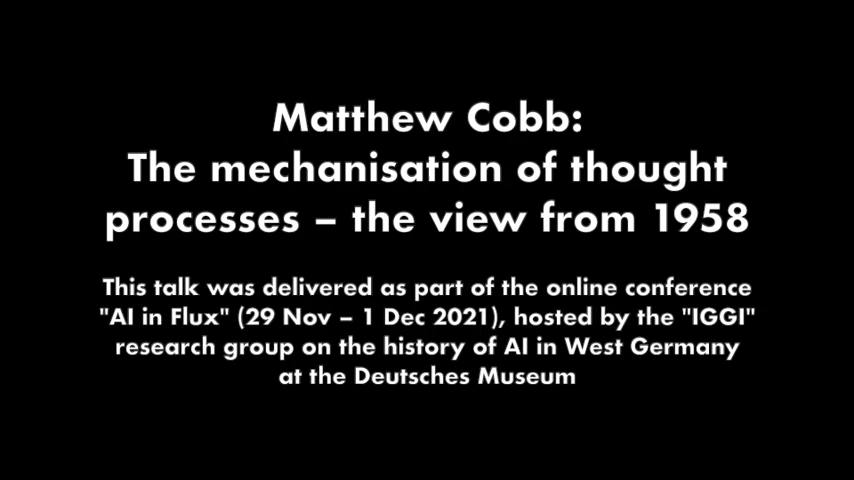 Matthew Cobb:
The mechanisation of thought
processes – the view from 1958
This talk was delivered as part of the online conference
"AI in Flux" (29 Nov – 1 Dec 2021), hosted by the "IGGI"
research group on the history of AI in West Germany
at the Deutsches Museum